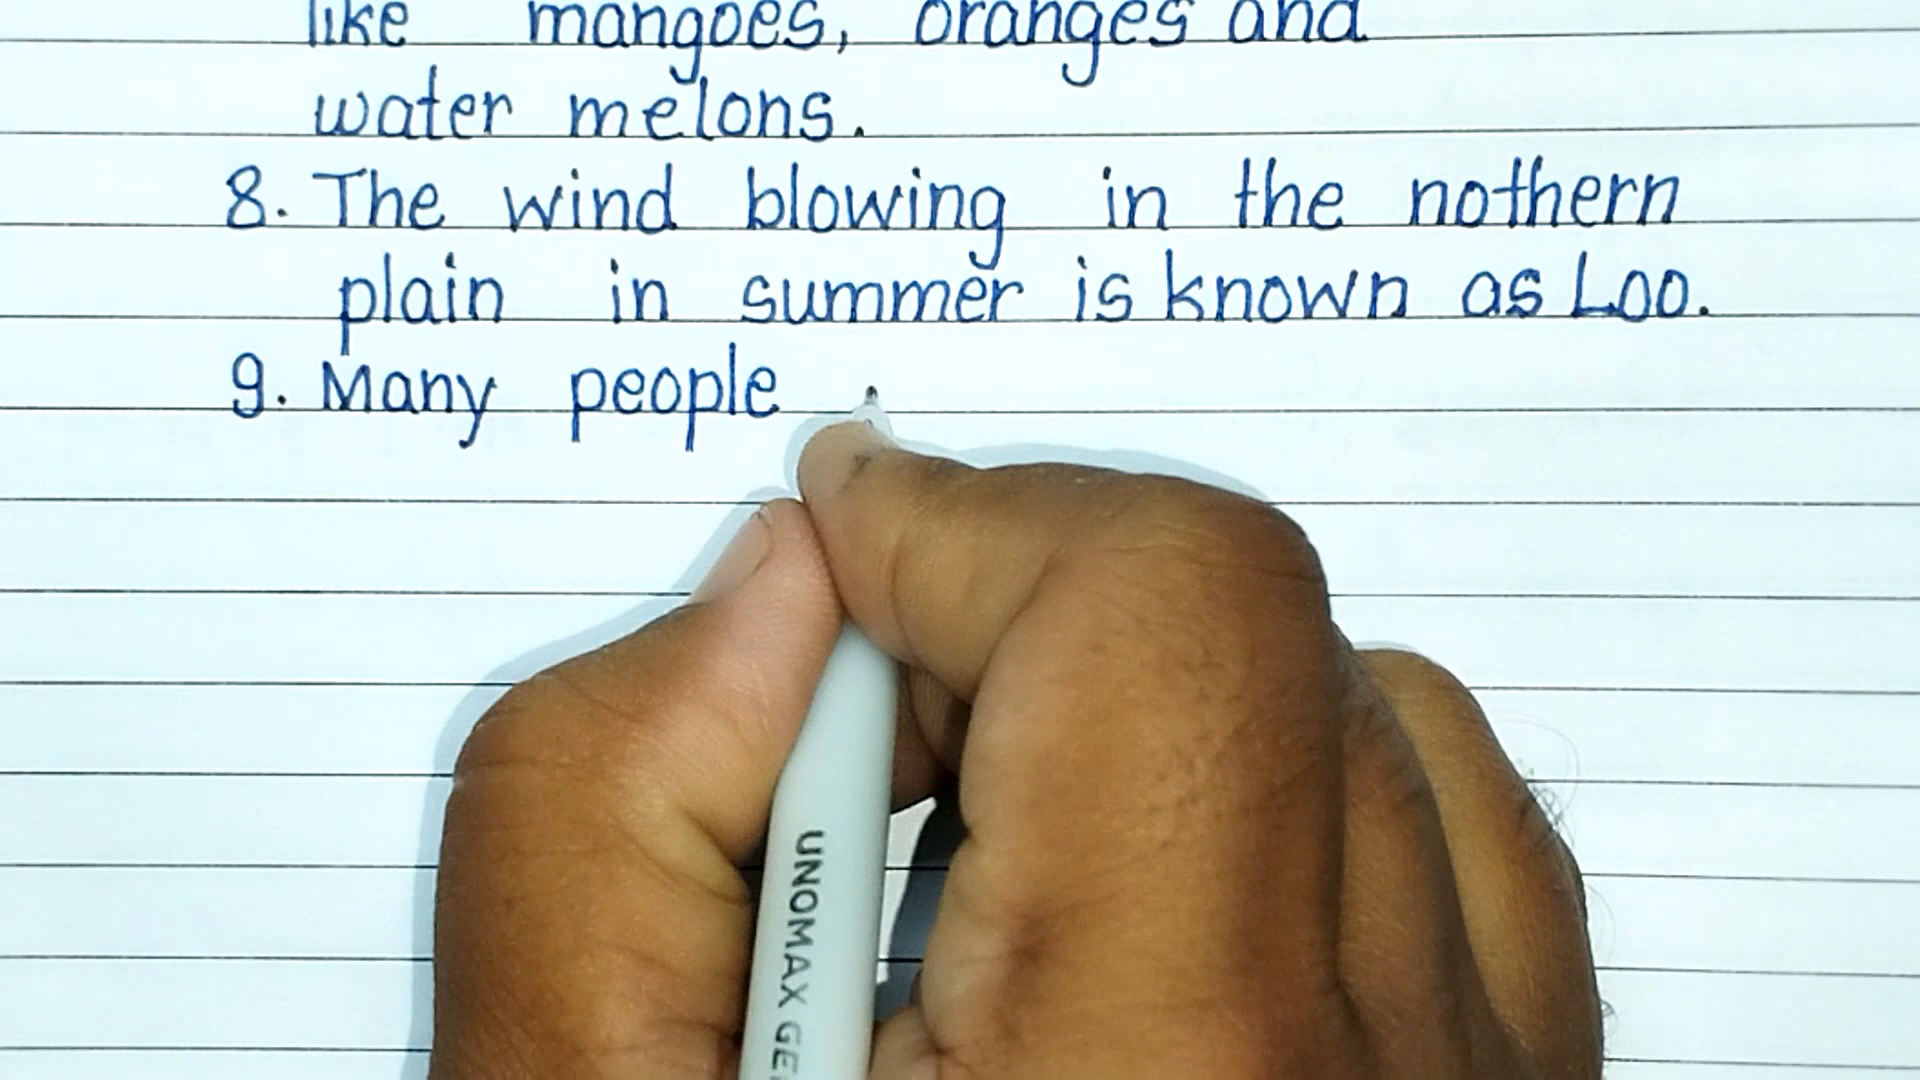 like mangoes, oranges and
water melons.
8. The wind blowing in the nothern
plain in summer is known as Loo.
9. Many people
UNOMAX GE